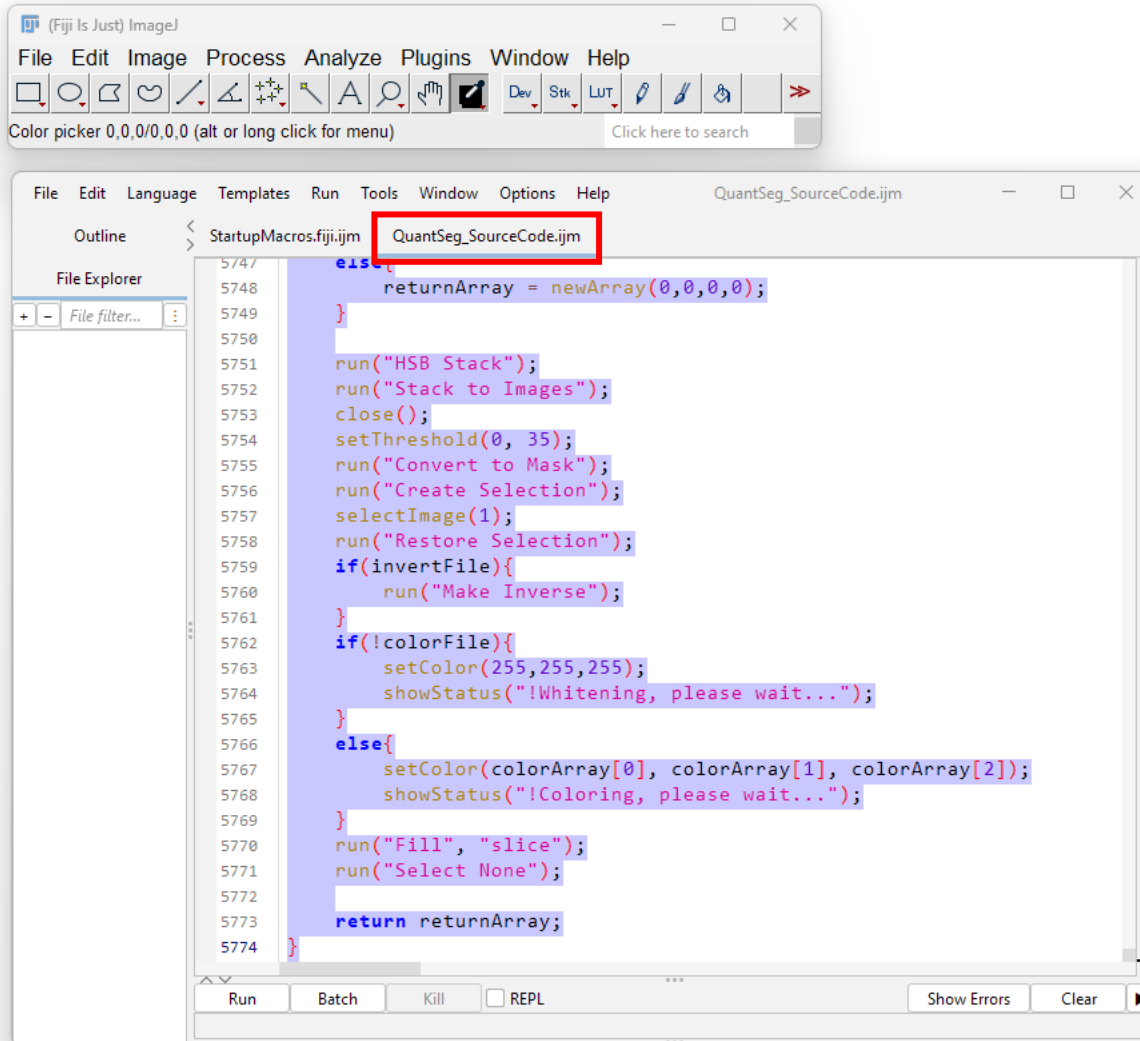 (Fiji Is Just) ImageJ
File Edit Image Process Analyze Plugins Window Help
Dev Stk LUT
Color picker 0,0,0/0,0,0 (alt or long click for menu) Click here to search
File Edit Language Templates Run Tools Window Options Help QuantSeg_SourceCode.ijm
Outline StartupMacros.fiji.ijm QuantSeg_SourceCode.ijm
File Explorer
+ - File filter...
5747 else{
5748 returnArray = newArray(0,0,0,0);
5749 }
5750
5751 run("HSB Stack");
5752 run("Stack to Images");
5753 close();
5754 setThreshold(0, 35);
5755 run("Convert to Mask");
5756 run("Create Selection");
5757 selectImage(1);
5758 run("Restore Selection");
5759 if(invertFile){
5760 run("Make Inverse");
5761 }
5762 if(!colorFile){
5763 setColor(255,255,255);
5764 showStatus("!Whitening, please wait...");
5765 }
5766 else{
5767 setColor(colorArray[0], colorArray[1], colorArray[2]);
5768 showStatus("!Coloring, please wait...");
5769 }
5770 run("Fill", "slice");
5771 run("Select None");
5772
5773 return returnArray;
5774 }
Run Batch Kill REPL Show Errors Clear